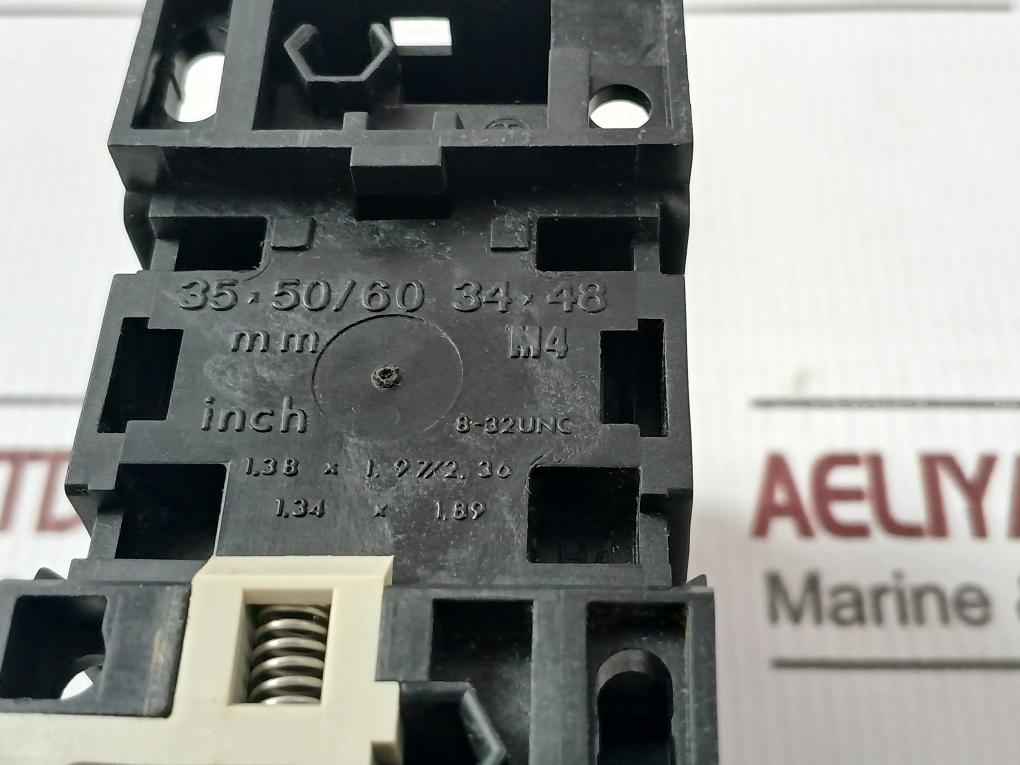 35 x 50/60 34 x 48
mm M4
inch 8-32UNC
1.38 x 1.97/2.36
1.34 x 1.89
AELIY
Marine &